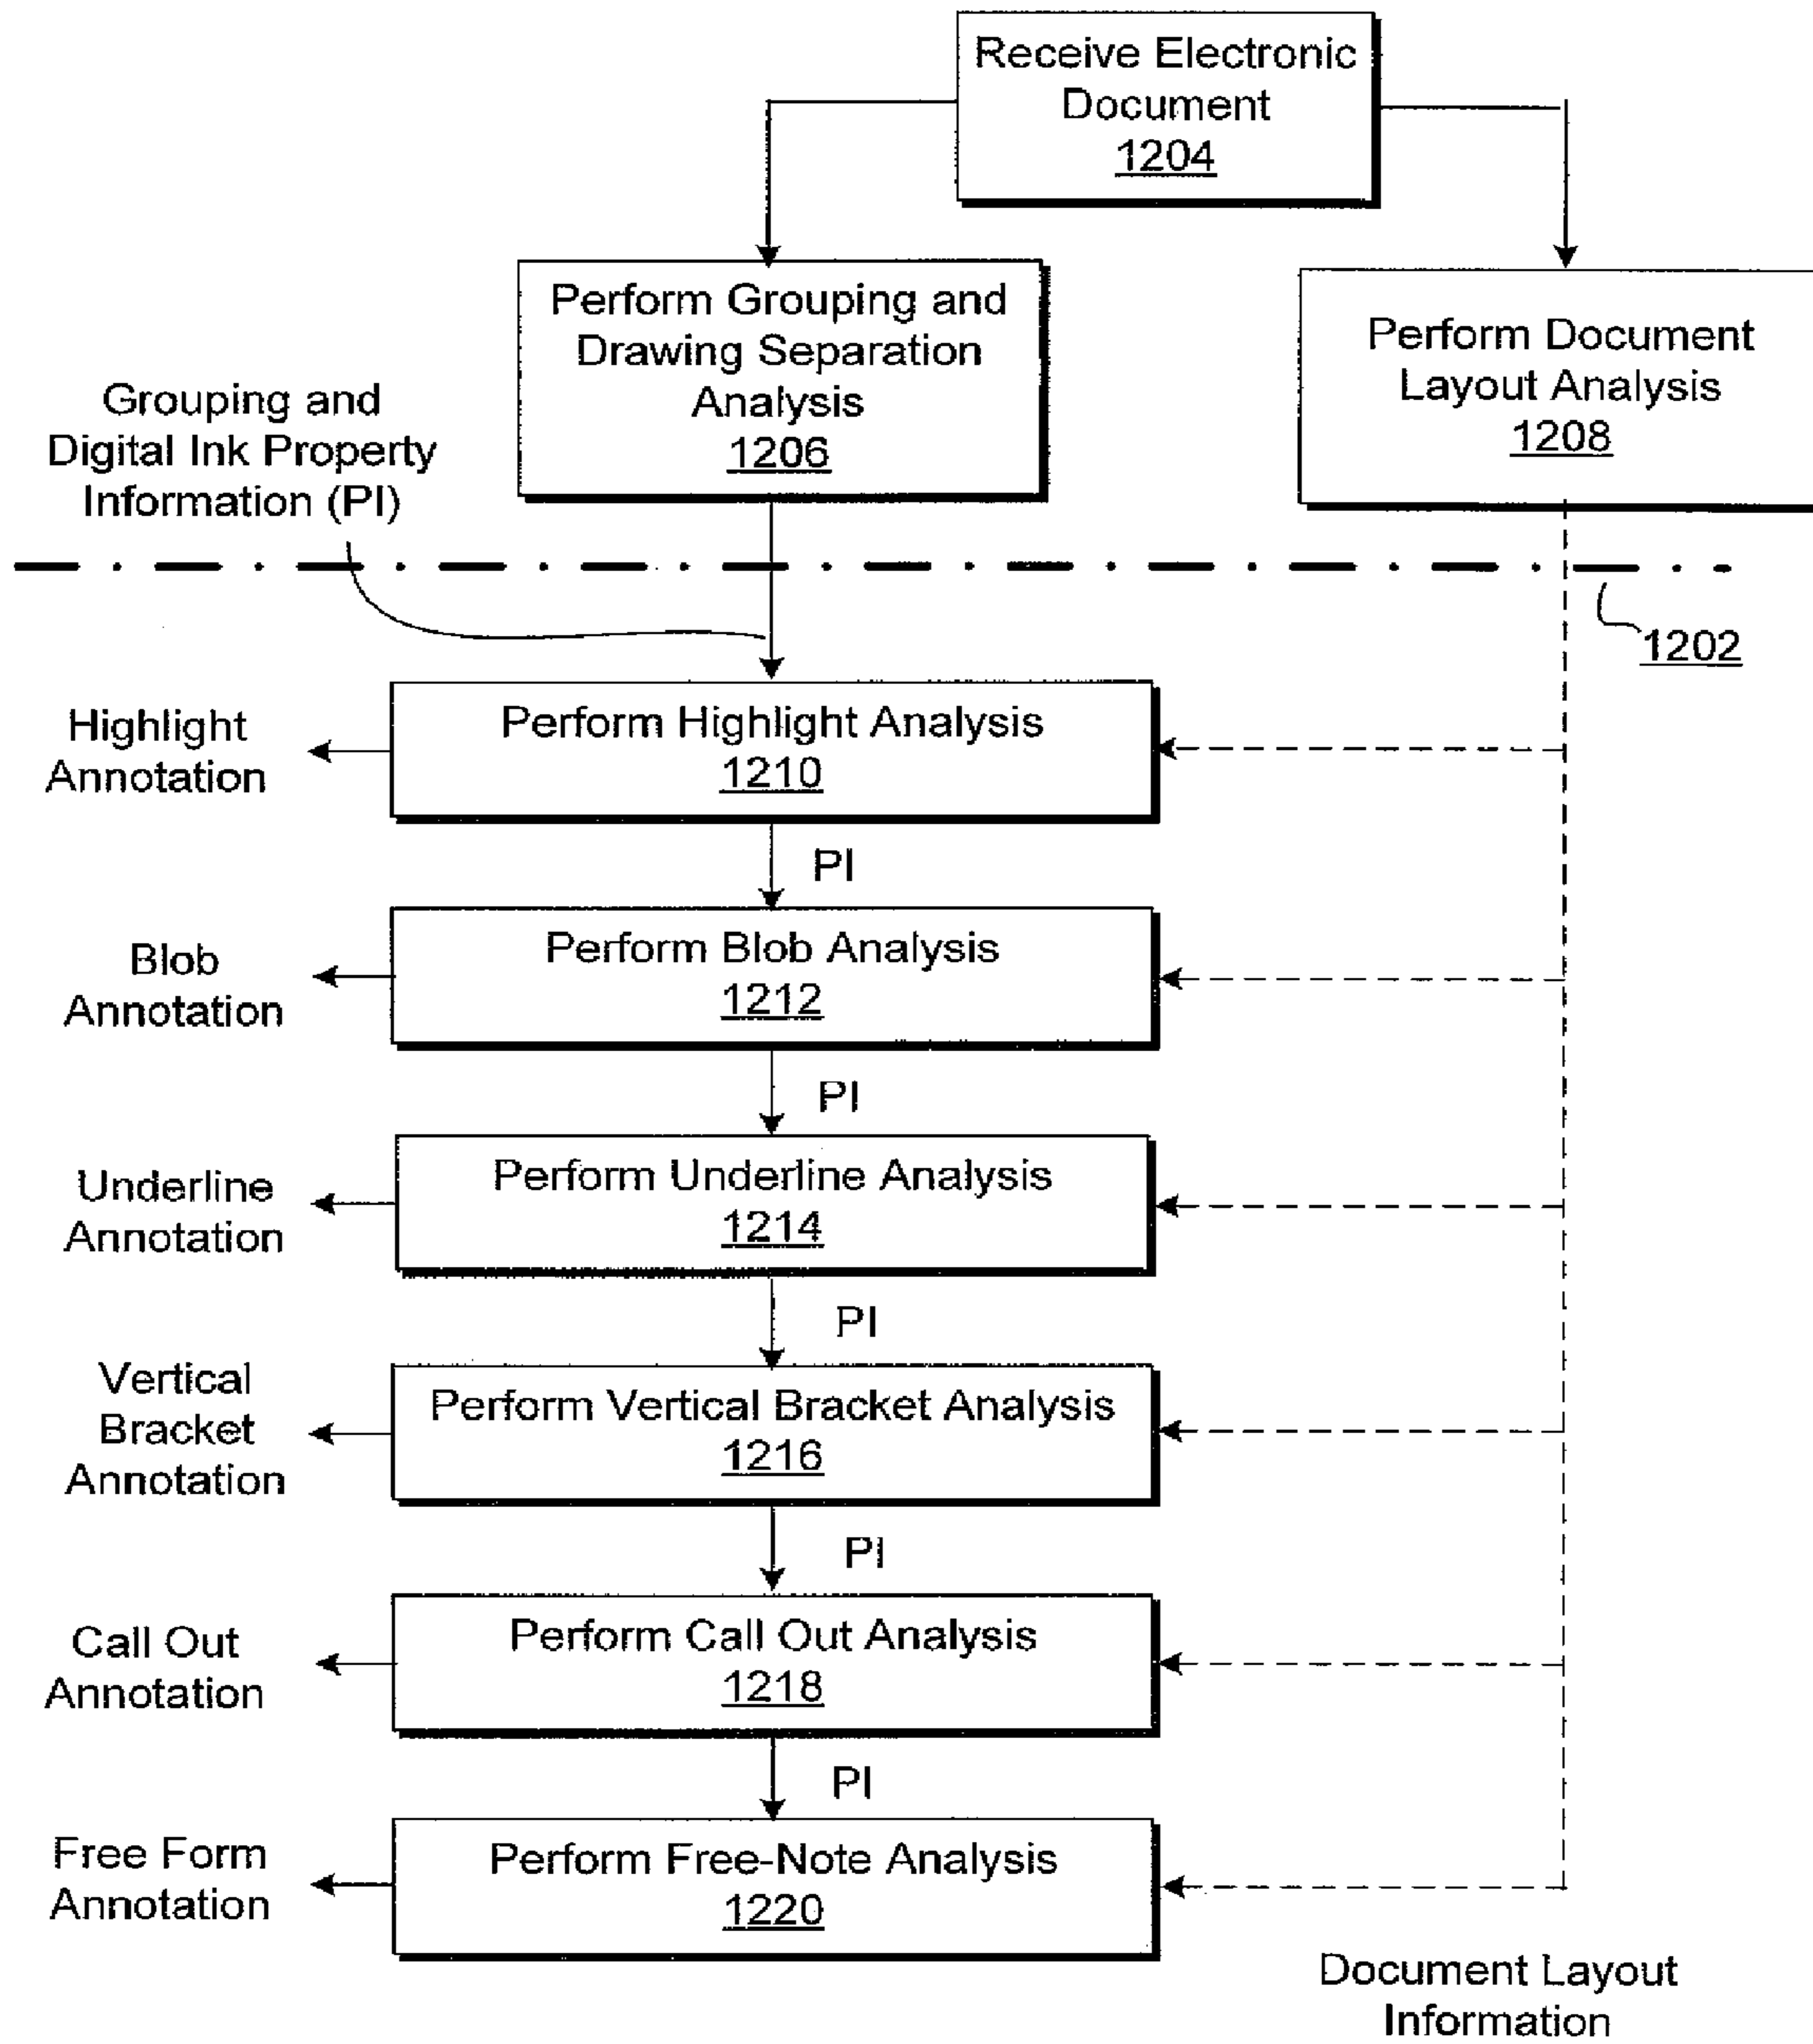 Receive Electronic
Document
1204
Perform Grouping and
Drawing Separation
Analysis
1206
Perform Document
Layout Analysis
1208
Grouping and
Digital Ink Property
Information (PI)
1202
Highlight
Annotation
Perform Highlight Analysis
1210
PI
Blob
Annotation
Perform Blob Analysis
1212
PI
Underline
Annotation
Perform Underline Analysis
1214
PI
Vertical
Bracket
Annotation
Perform Vertical Bracket Analysis
1216
PI
Call Out
Annotation
Perform Call Out Analysis
1218
PI
Free Form
Annotation
Perform Free-Note Analysis
1220
Document Layout
Information